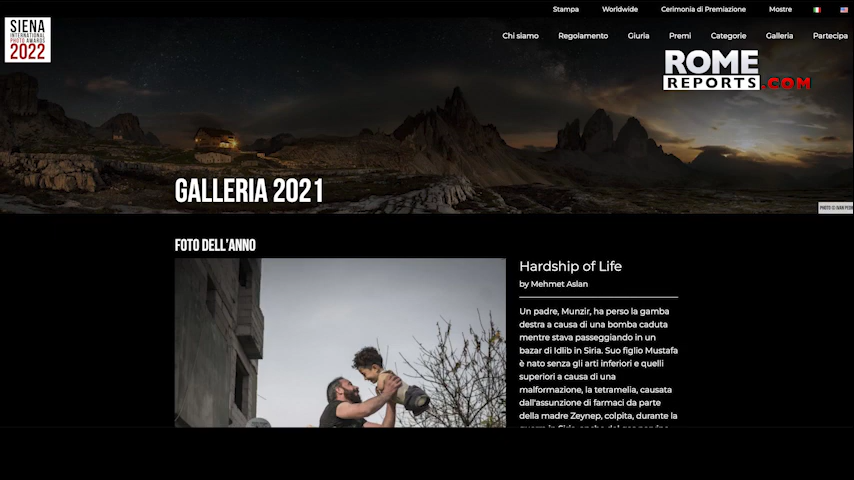 Stampa Worldwide Cerimonia di Premiazione Mostre
SIENA
INTERNATIONAL
PHOTO AWARDS
2022
Chi siamo Regolamento Giuria Premi Categorie Galleria Partecipa
ROME
REPORTS.COM
GALLERIA 2021
FOTO DELL'ANNO
Hardship of Life
by Mehmet Aslan
Un padre, Munzir, ha perso la gamba
destra a causa di una bomba caduta
mentre stava passeggiando in un
bazar di Idlib in Siria. Suo figlio Mustafa
è nato senza gli arti inferiori e quelli
superiori a causa di una
malformazione, la tetramelia, causata
dall'assunzione di farmaci da parte
della madre Zeynep, colpita, durante la